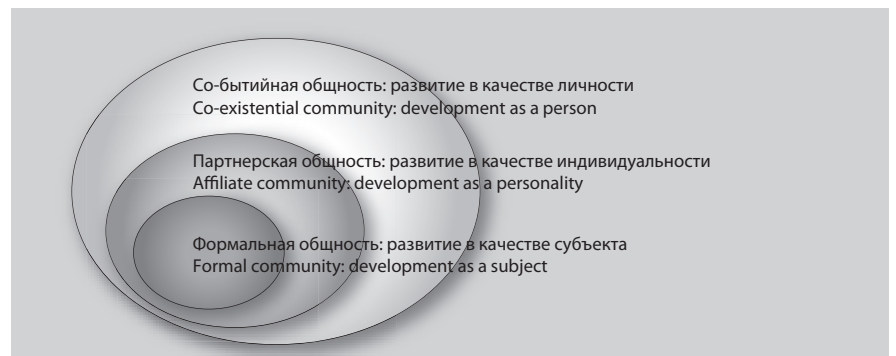 Со-бытийная общность: развитие в качестве личности
Co-existential community: development as a person
Партнерская общность: развитие в качестве индивидуальности
Affiliate community: development as a personality
Формальная общность: развитие в качестве субъекта
Formal community: development as a subject